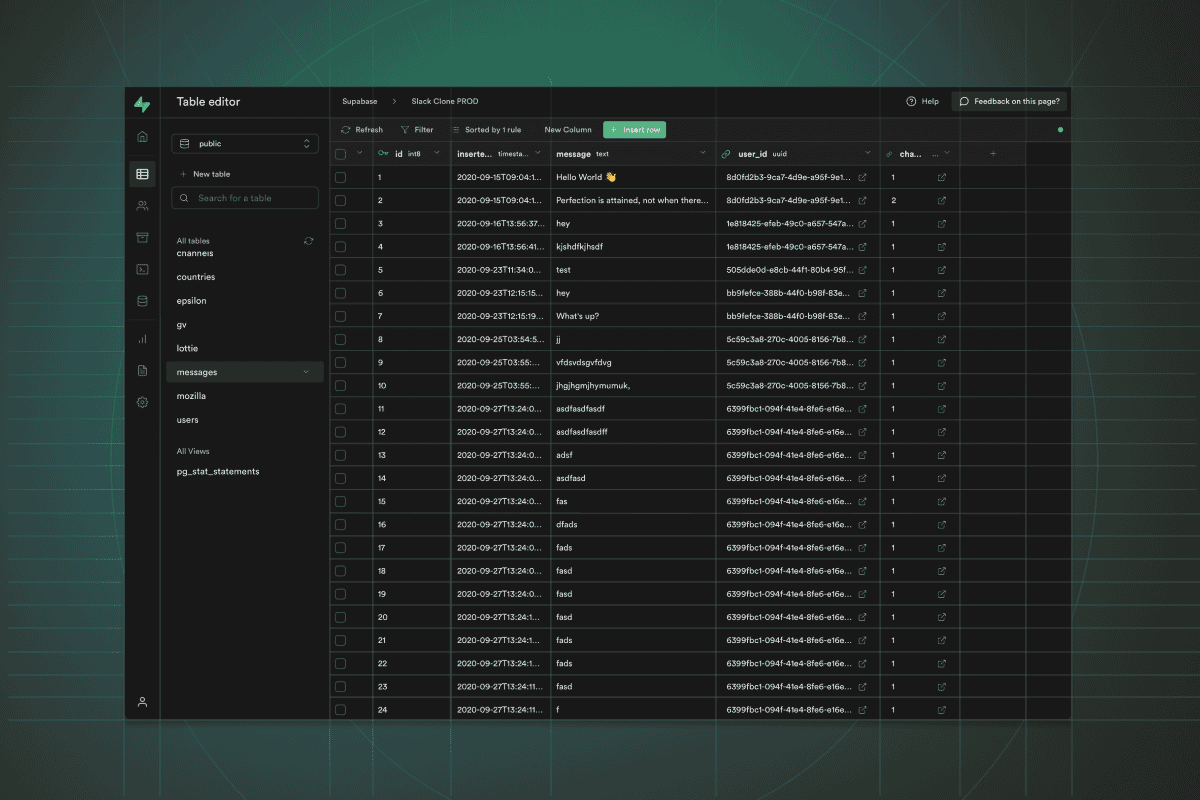 Table editor
Supabase > Slack Clone PROD
Help
Feedback on this page?
public
New table
Search for a table
All tables
channels
countries
epsilon
gv
lottie
messages
mozilla
users
All Views
pg_stat_statements
Refresh Filter Sorted by 1 rule New Column + Insert row
id int8 inserte... timesta... message text user_id uuid cha... ... +
1 2020-09-15T09:04:1... Hello World 👋 8d0fd2b3-9ca7-4d9e-a95f-9e1... 1
2 2020-09-15T09:04:1... Perfection is attained, not when there... 8d0fd2b3-9ca7-4d9e-a95f-9e1... 2
3 2020-09-16T13:56:37... hey 1e818425-efeb-49c0-a657-547a... 1
4 2020-09-16T13:56:41... kjshdfkjhsdf 1e818425-efeb-49c0-a657-547a... 1
5 2020-09-23T11:34:0... test 505dde0d-e8cb-44f1-80b4-95f... 1
6 2020-09-23T12:15:15... hey bb9fefce-388b-44f0-b98f-83e... 1
7 2020-09-23T12:15:19... What's up? bb9fefce-388b-44f0-b98f-83e... 1
8 2020-09-25T03:54:5... jj 5c59c3a8-270c-4005-8156-7b8... 1
9 2020-09-25T03:55:... vfdsvdsgvfdvg 5c59c3a8-270c-4005-8156-7b8... 1
10 2020-09-25T03:55:... jhgjhgmjhymumuk, 5c59c3a8-270c-4005-8156-7b8... 1
11 2020-09-27T13:24:0... asdfasdfasdf 6399fbc1-094f-41e4-8fe6-e16e... 1
12 2020-09-27T13:24:0... asdfasdfasdff 6399fbc1-094f-41e4-8fe6-e16e... 1
13 2020-09-27T13:24:0... adsf 6399fbc1-094f-41e4-8fe6-e16e... 1
14 2020-09-27T13:24:0... asdfasd 6399fbc1-094f-41e4-8fe6-e16e... 1
15 2020-09-27T13:24:0... fas 6399fbc1-094f-41e4-8fe6-e16e... 1
16 2020-09-27T13:24:0... dfads 6399fbc1-094f-41e4-8fe6-e16e... 1
17 2020-09-27T13:24:0... fads 6399fbc1-094f-41e4-8fe6-e16e... 1
18 2020-09-27T13:24:0... fasd 6399fbc1-094f-41e4-8fe6-e16e... 1
19 2020-09-27T13:24:0... fasd 6399fbc1-094f-41e4-8fe6-e16e... 1
20 2020-09-27T13:24:1... fasd 6399fbc1-094f-41e4-8fe6-e16e... 1
21 2020-09-27T13:24:1... fads 6399fbc1-094f-41e4-8fe6-e16e... 1
22 2020-09-27T13:24:1... fads 6399fbc1-094f-41e4-8fe6-e16e... 1
23 2020-09-27T13:24:11... fasd 6399fbc1-094f-41e4-8fe6-e16e... 1
24 2020-09-27T13:24:11... f 6399fbc1-094f-41e4-8fe6-e16e... 1